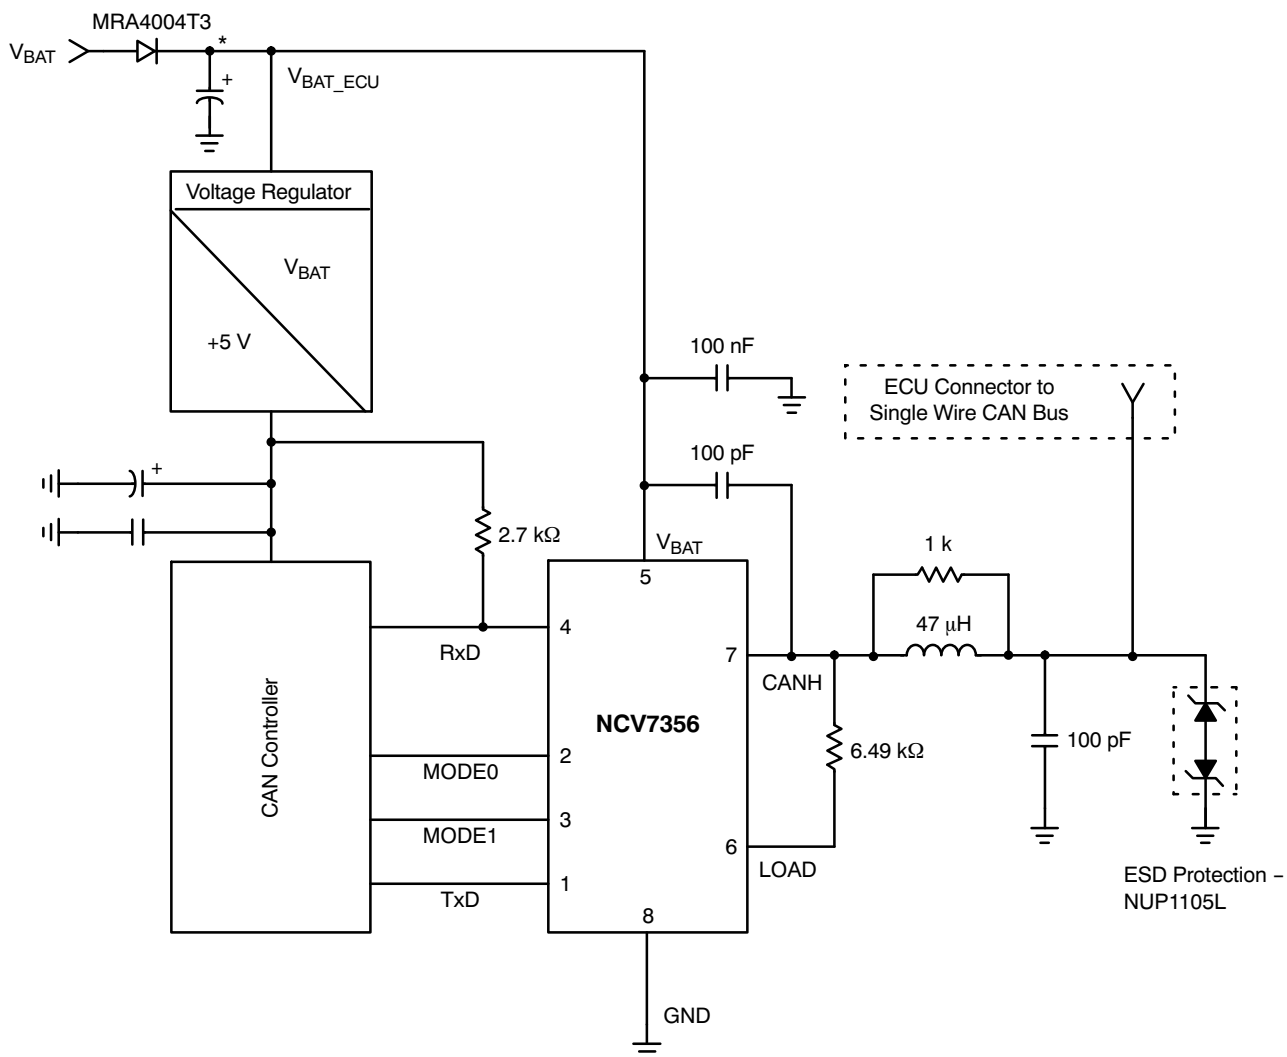 MRA4004T3
V_BAT
*
+
V_BAT_ECU
Voltage Regulator
V_BAT
+5 V
100 nF
ECU Connector to
Single Wire CAN Bus
100 pF
+
2.7 kΩ
V_BAT
5
1 k
47 μH
4
RxD
7
CANH
CAN Controller
NCV7356
6.49 kΩ
100 pF
2
MODE0
3
MODE1
6
LOAD
1
TxD
8
ESD Protection –
NUP1105L
GND